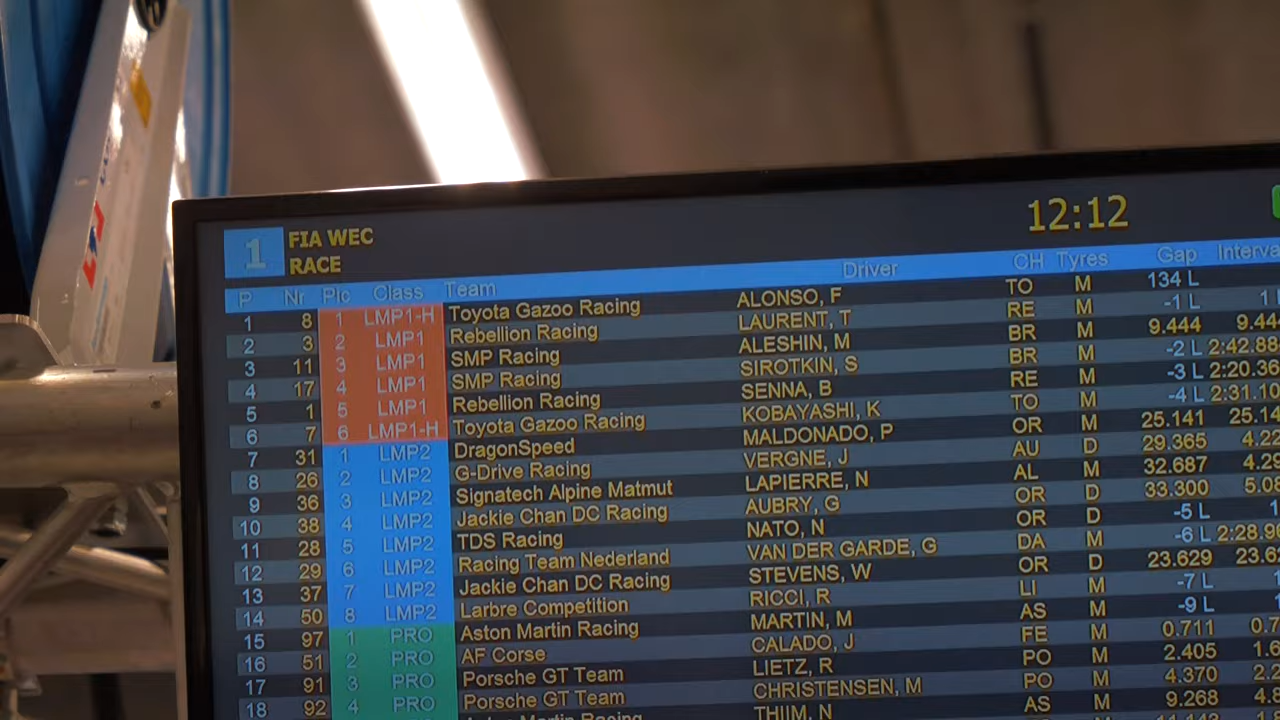 1 FIA WEC 12:12
RACE
P Nr Pic Class Team Driver CH Tyres Gap Interva
1 8 1 LMP1-H Toyota Gazoo Racing ALONSO, F TO M 134 L
2 3 2 LMP1 Rebellion Racing LAURENT, T RE M -1 L 1
3 11 3 LMP1 SMP Racing ALESHIN, M BR M 9.444 9.44
4 17 4 LMP1 SMP Racing SIROTKIN, S BR M -2 L 2:42.88
5 1 5 LMP1 Rebellion Racing SENNA, B RE M -3 L 2:20.36
6 7 6 LMP1-H Toyota Gazoo Racing KOBAYASHI, K TO M -4 L 2:31.10
7 31 1 LMP2 DragonSpeed MALDONADO, P OR M 25.141 25.14
8 26 2 LMP2 G-Drive Racing VERGNE, J AU D 29.365 4.22
9 36 3 LMP2 Signatech Alpine Matmut LAPIERRE, N AL M 32.687 4.29
10 38 4 LMP2 Jackie Chan DC Racing AUBRY, G OR D 33.300 5.08
11 28 5 LMP2 TDS Racing NATO, N OR D -5 L 1
12 29 6 LMP2 Racing Team Nederland VAN DER GARDE, G DA M -6 L 2:28.96
13 37 7 LMP2 Jackie Chan DC Racing STEVENS, W OR D 23.629 23.6
14 50 8 LMP2 Larbre Competition RICCI, R LI M -7 L 1
15 97 1 PRO Aston Martin Racing MARTIN, M AS M -9 L
16 51 2 PRO AF Corse CALADO, J FE M 0.711 0.7
17 91 3 PRO Porsche GT Team LIETZ, R PO M 2.405 1.6
18 92 4 PRO Porsche GT Team CHRISTENSEN, M PO M 4.370 2.2
Martin Racing THIIM, N AS M 9.268 4.8